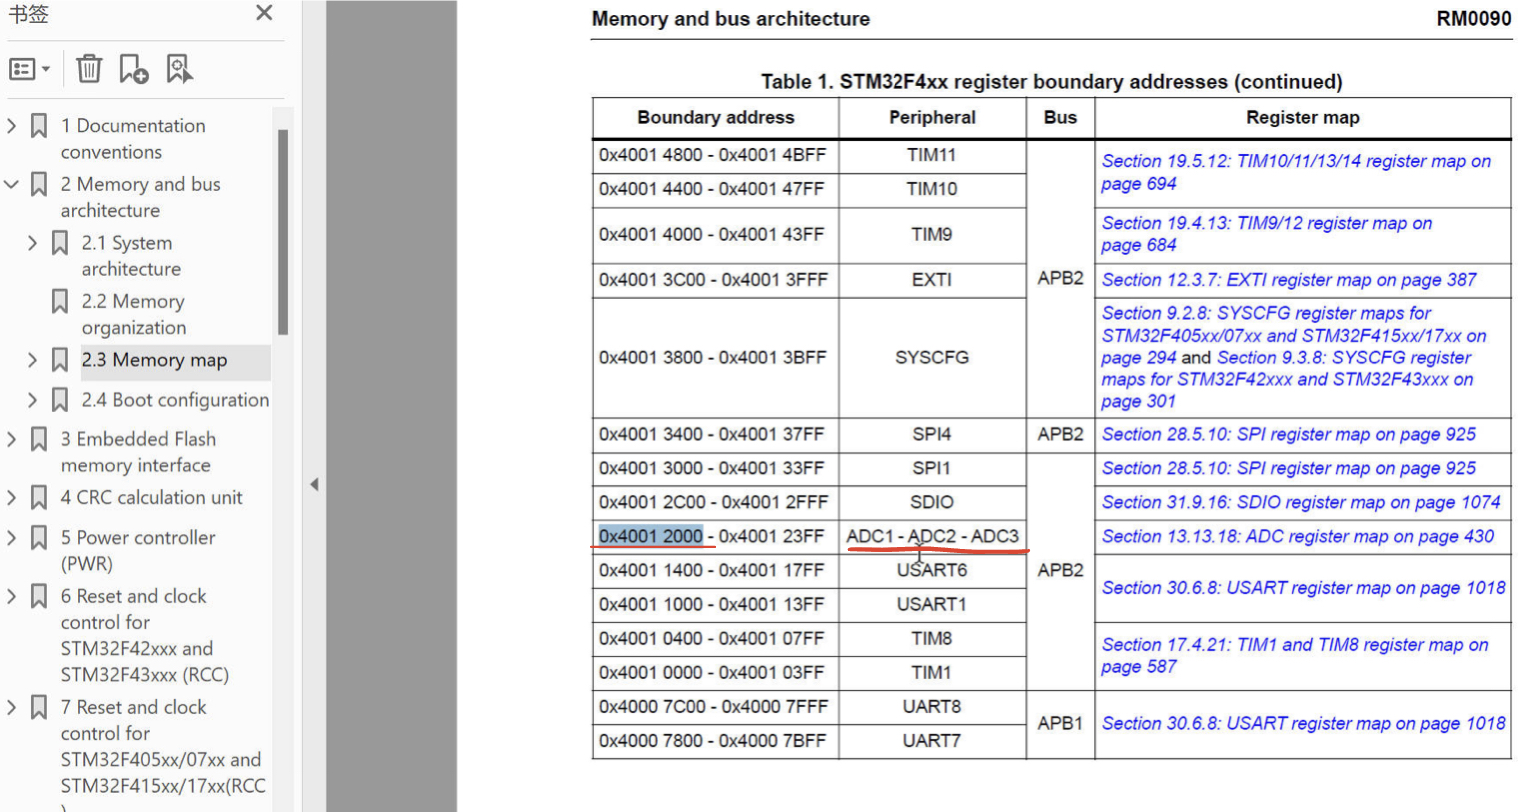 书签
1 Documentation
conventions
2 Memory and bus
architecture
2.1 System
architecture
2.2 Memory
organization
2.3 Memory map
2.4 Boot configuration
3 Embedded Flash
memory interface
4 CRC calculation unit
5 Power controller
(PWR)
6 Reset and clock
control for
STM32F42xxx and
STM32F43xxx (RCC)
7 Reset and clock
control for
STM32F405xx/07xx and
STM32F415xx/17xx(RCC
)
Memory and bus architecture RM0090
Table 1. STM32F4xx register boundary addresses (continued)
Boundary address Peripheral Bus Register map
0x4001 4800 - 0x4001 4BFF TIM11
Section 19.5.12: TIM10/11/13/14 register map on
page 694
0x4001 4400 - 0x4001 47FF TIM10
0x4001 4000 - 0x4001 43FF TIM9
Section 19.4.13: TIM9/12 register map on
page 684
0x4001 3C00 - 0x4001 3FFF EXTI APB2 Section 12.3.7: EXTI register map on page 387
0x4001 3800 - 0x4001 3BFF SYSCFG
Section 9.2.8: SYSCFG register maps for
STM32F405xx/07xx and STM32F415xx/17xx on
page 294 and Section 9.3.8: SYSCFG register
maps for STM32F42xxx and STM32F43xxx on
page 301
0x4001 3400 - 0x4001 37FF SPI4 APB2 Section 28.5.10: SPI register map on page 925
0x4001 3000 - 0x4001 33FF SPI1 Section 28.5.10: SPI register map on page 925
0x4001 2C00 - 0x4001 2FFF SDIO Section 31.9.16: SDIO register map on page 1074
0x4001 2000 - 0x4001 23FF ADC1 - ADC2 - ADC3 Section 13.13.18: ADC register map on page 430
0x4001 1400 - 0x4001 17FF USART6 APB2
Section 30.6.8: USART register map on page 1018
0x4001 1000 - 0x4001 13FF USART1
0x4001 0400 - 0x4001 07FF TIM8
Section 17.4.21: TIM1 and TIM8 register map on
page 587
0x4001 0000 - 0x4001 03FF TIM1
0x4000 7C00 - 0x4000 7FFF UART8
APB1 Section 30.6.8: USART register map on page 1018
0x4000 7800 - 0x4000 7BFF UART7